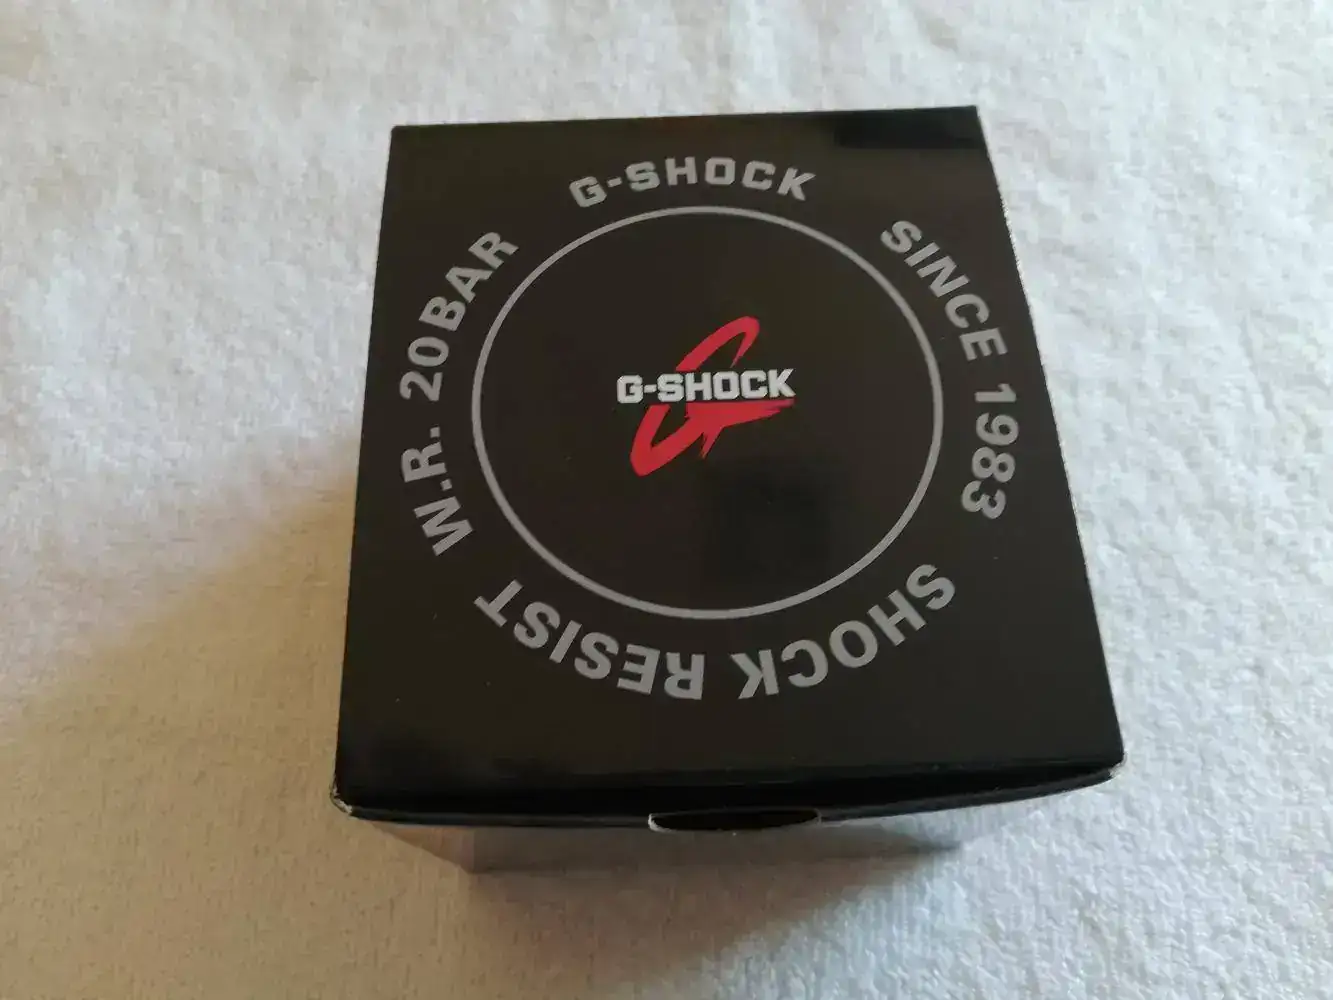 G-SHOCK
SINCE 1983
SHOCK RESIST
W.R. 20BAR
G-SHOCK